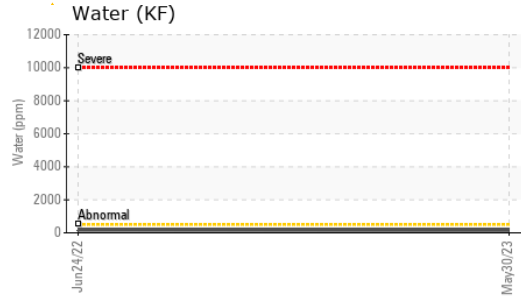 Water (KF)
12000
Severe
10000
8000
Water (ppm)
6000
4000
2000
Abnormal
0
Jun24/22
May30/23